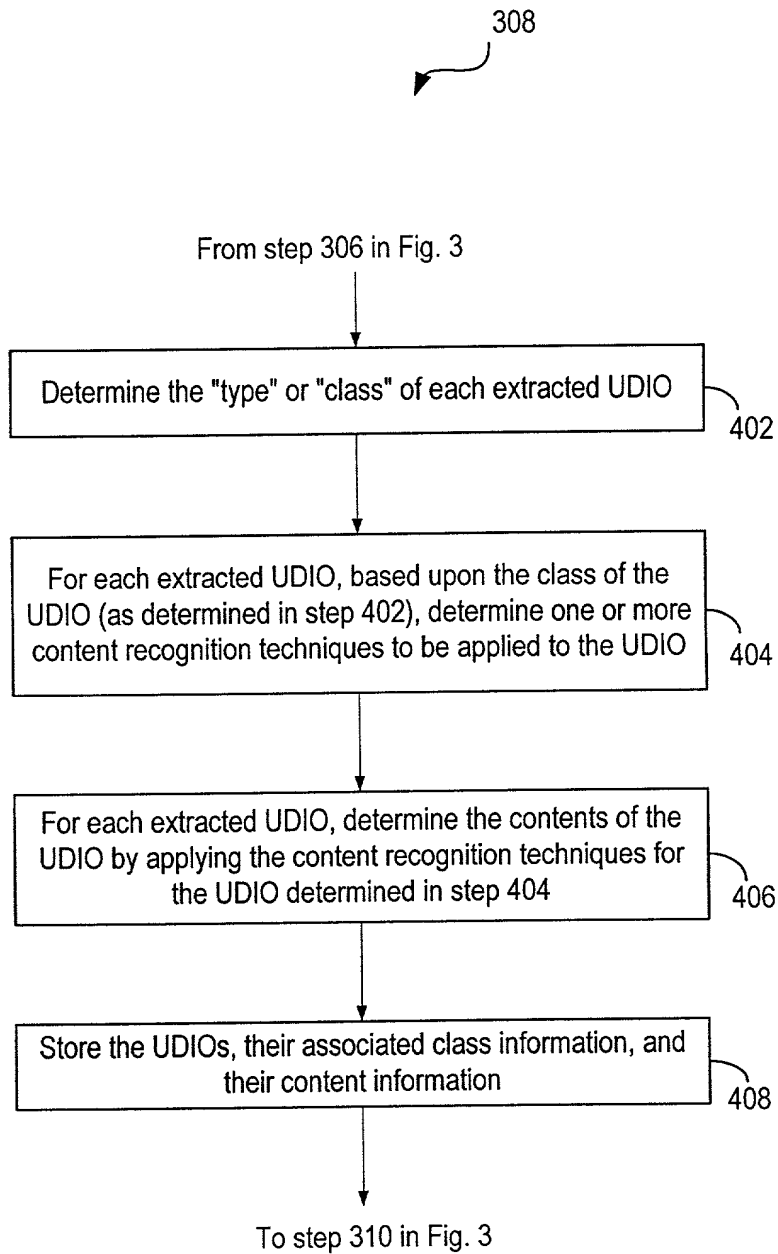 308
From step 306 in Fig. 3
Determine the "type" or "class" of each extracted UDIO
402
For each extracted UDIO, based upon the class of the
UDIO (as determined in step 402), determine one or more
content recognition techniques to be applied to the UDIO
404
For each extracted UDIO, determine the contents of the
UDIO by applying the content recognition techniques for
the UDIO determined in step 404
406
Store the UDIOs, their associated class information, and
their content information
408
To step 310 in Fig. 3